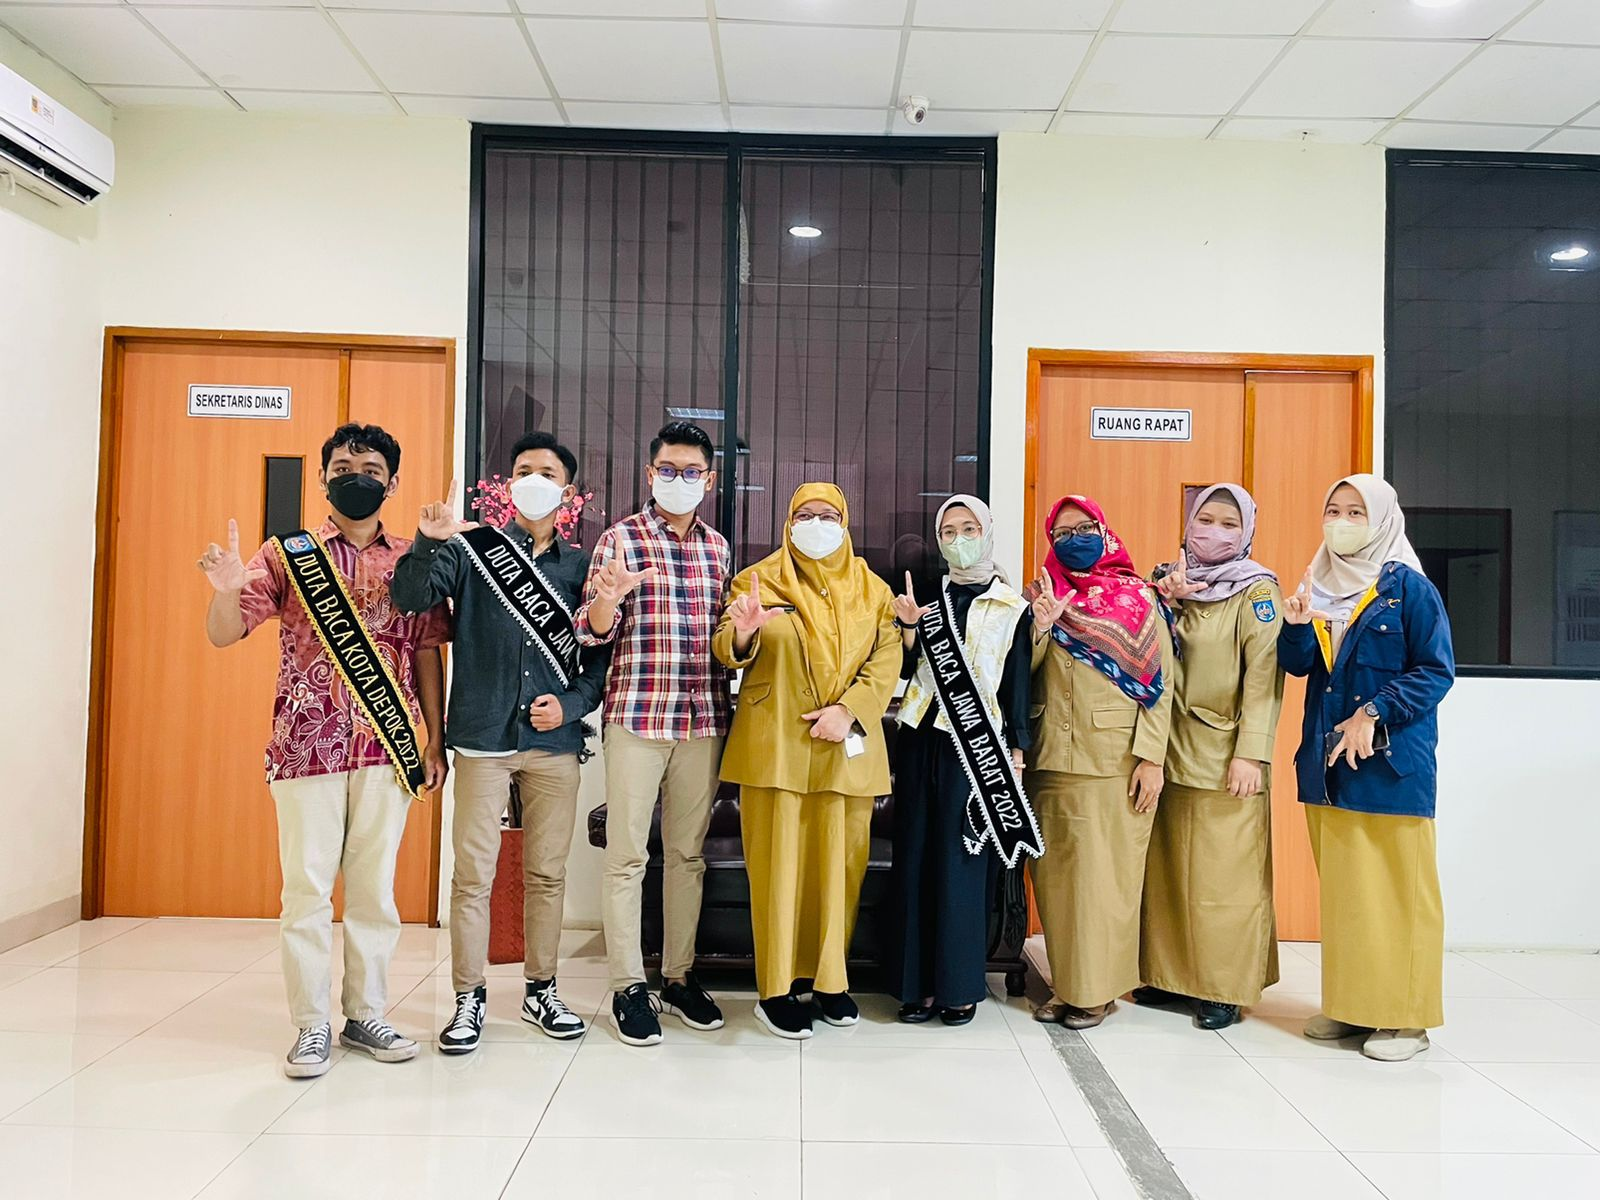 SEKRETARIS DINAS
RUANG RAPAT
DUTA BACA KOTA DEPOK 2022
DUTA BACA JAWA
DUTA BACA JAWA BARAT 2022